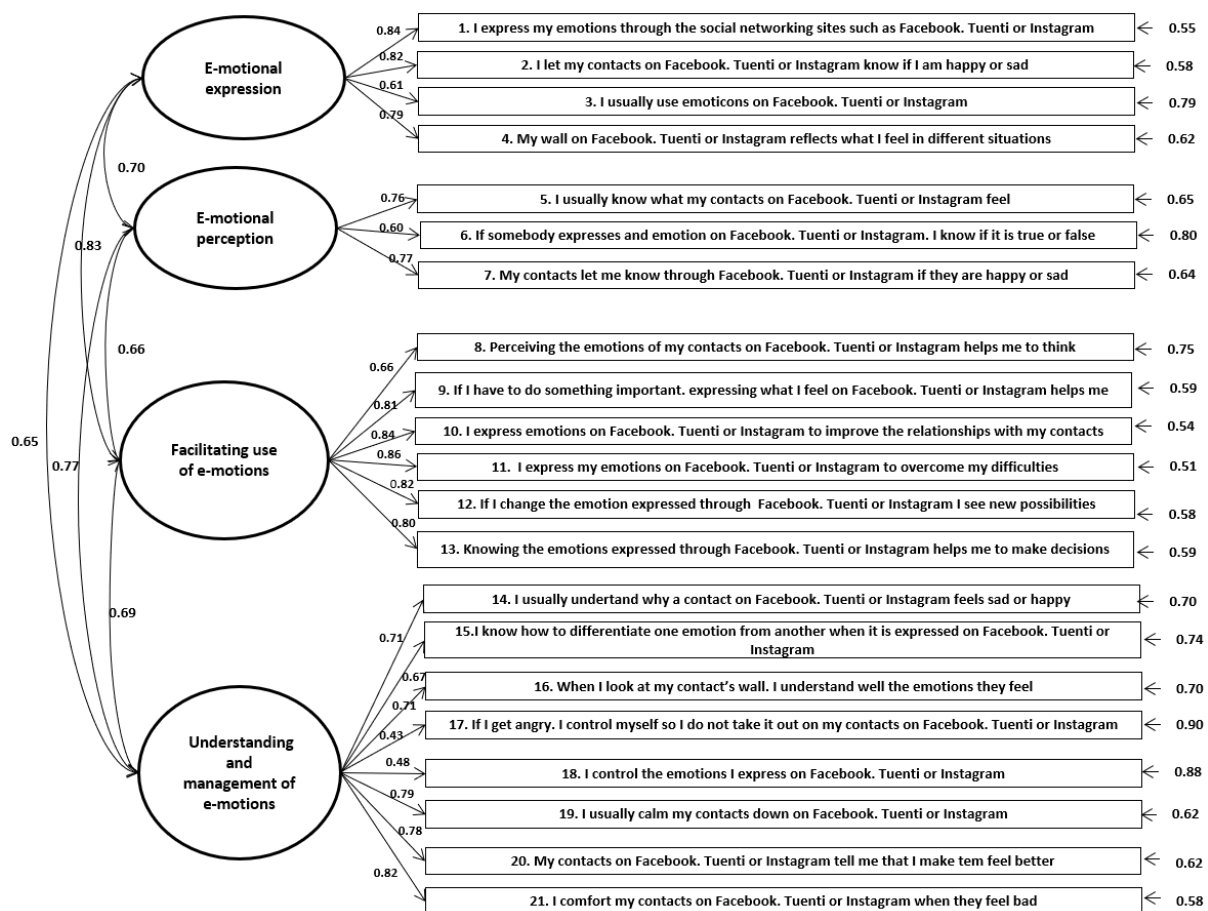 E-motional
expression
0.84
0.82
0.61
0.79
1. I express my emotions through the social networking sites such as Facebook. Tuenti or Instagram
0.55
2. I let my contacts on Facebook. Tuenti or Instagram know if I am happy or sad
0.58
3. I usually use emoticons on Facebook. Tuenti or Instagram
0.79
4. My wall on Facebook. Tuenti or Instagram reflects what I feel in different situations
0.62
0.70
E-motional
perception
0.76
0.60
0.77
5. I usually know what my contacts on Facebook. Tuenti or Instagram feel
0.65
6. If somebody expresses and emotion on Facebook. Tuenti or Instagram. I know if it is true or false
0.80
7. My contacts let me know through Facebook. Tuenti or Instagram if they are happy or sad
0.64
0.83
0.66
0.65
0.77
Facilitating use
of e-motions
0.66
0.81
0.84
0.86
0.82
0.80
8. Perceiving the emotions of my contacts on Facebook. Tuenti or Instagram helps me to think
0.75
9. If I have to do something important. expressing what I feel on Facebook. Tuenti or Instagram helps me
0.59
10. I express emotions on Facebook. Tuenti or Instagram to improve the relationships with my contacts
0.54
11. I express my emotions on Facebook. Tuenti or Instagram to overcome my difficulties
0.51
12. If I change the emotion expressed through Facebook. Tuenti or Instagram I see new possibilities
0.58
13. Knowing the emotions expressed through Facebook. Tuenti or Instagram helps me to make decisions
0.59
0.69
Understanding
and
management of
e-motions
0.71
0.67
0.71
0.43
0.48
0.79
0.78
0.82
14. I usually undertand why a contact on Facebook. Tuenti or Instagram feels sad or happy
0.70
15.I know how to differentiate one emotion from another when it is expressed on Facebook. Tuenti or
Instagram
0.74
16. When I look at my contact's wall. I understand well the emotions they feel
0.70
17. If I get angry. I control myself so I do not take it out on my contacts on Facebook. Tuenti or Instagram
0.90
18. I control the emotions I express on Facebook. Tuenti or Instagram
0.88
19. I usually calm my contacts down on Facebook. Tuenti or Instagram
0.62
20. My contacts on Facebook. Tuenti or Instagram tell me that I make tem feel better
0.62
21. I comfort my contacts on Facebook. Tuenti or Instagram when they feel bad
0.58